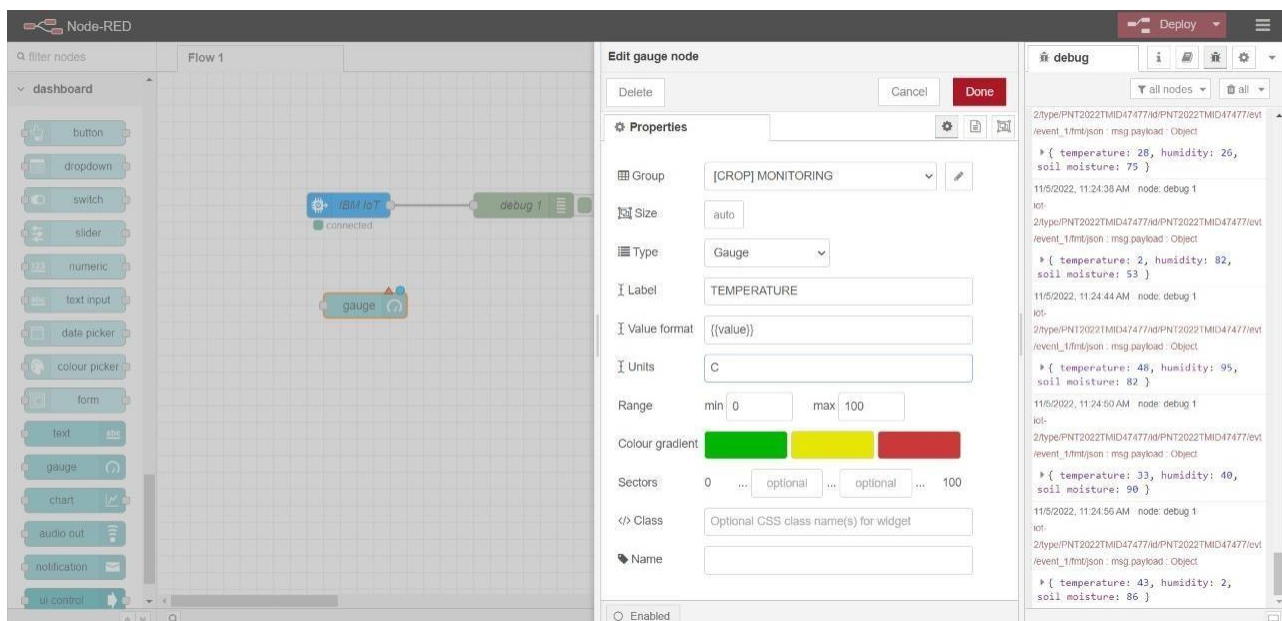 Node-RED
Deploy
filter nodes
dashboard
button
dropdown
switch
slider
123 numeric
abc text input
date picker
colour picker
form
text abc
gauge
chart
audio out
notification
ui control
Flow 1
IBM IoT
connected
debug 1
gauge
Edit gauge node
Delete
Cancel
Done
Properties
Group
[CROP] MONITORING
Size
auto
Type
Gauge
Label
TEMPERATURE
Value format
{{value}}
Units
C
Range
min 0
max 100
Colour gradient
Sectors
0 ... optional ... optional ... 100
</> Class
Optional CSS class name(s) for widget
Name
Enabled
debug
i
all nodes
all
2/type/PNT2022TMID47477/id/PNT2022TMID47477/evt
/event_1/fmt/json : msg.payload : Object
{ temperature: 28, humidity: 26,
soil moisture: 75 }
11/5/2022, 11:24:38 AM node: debug 1
iot-
2/type/PNT2022TMID47477/id/PNT2022TMID47477/evt
/event_1/fmt/json : msg.payload : Object
{ temperature: 2, humidity: 82,
soil moisture: 53 }
11/5/2022, 11:24:44 AM node: debug 1
iot-
2/type/PNT2022TMID47477/id/PNT2022TMID47477/evt
/event_1/fmt/json : msg.payload : Object
{ temperature: 48, humidity: 95,
soil moisture: 82 }
11/5/2022, 11:24:50 AM node: debug 1
iot-
2/type/PNT2022TMID47477/id/PNT2022TMID47477/evt
/event_1/fmt/json : msg.payload : Object
{ temperature: 33, humidity: 40,
soil moisture: 90 }
11/5/2022, 11:24:56 AM node: debug 1
iot-
2/type/PNT2022TMID47477/id/PNT2022TMID47477/evt
/event_1/fmt/json : msg.payload : Object
{ temperature: 43, humidity: 2,
soil moisture: 86 }